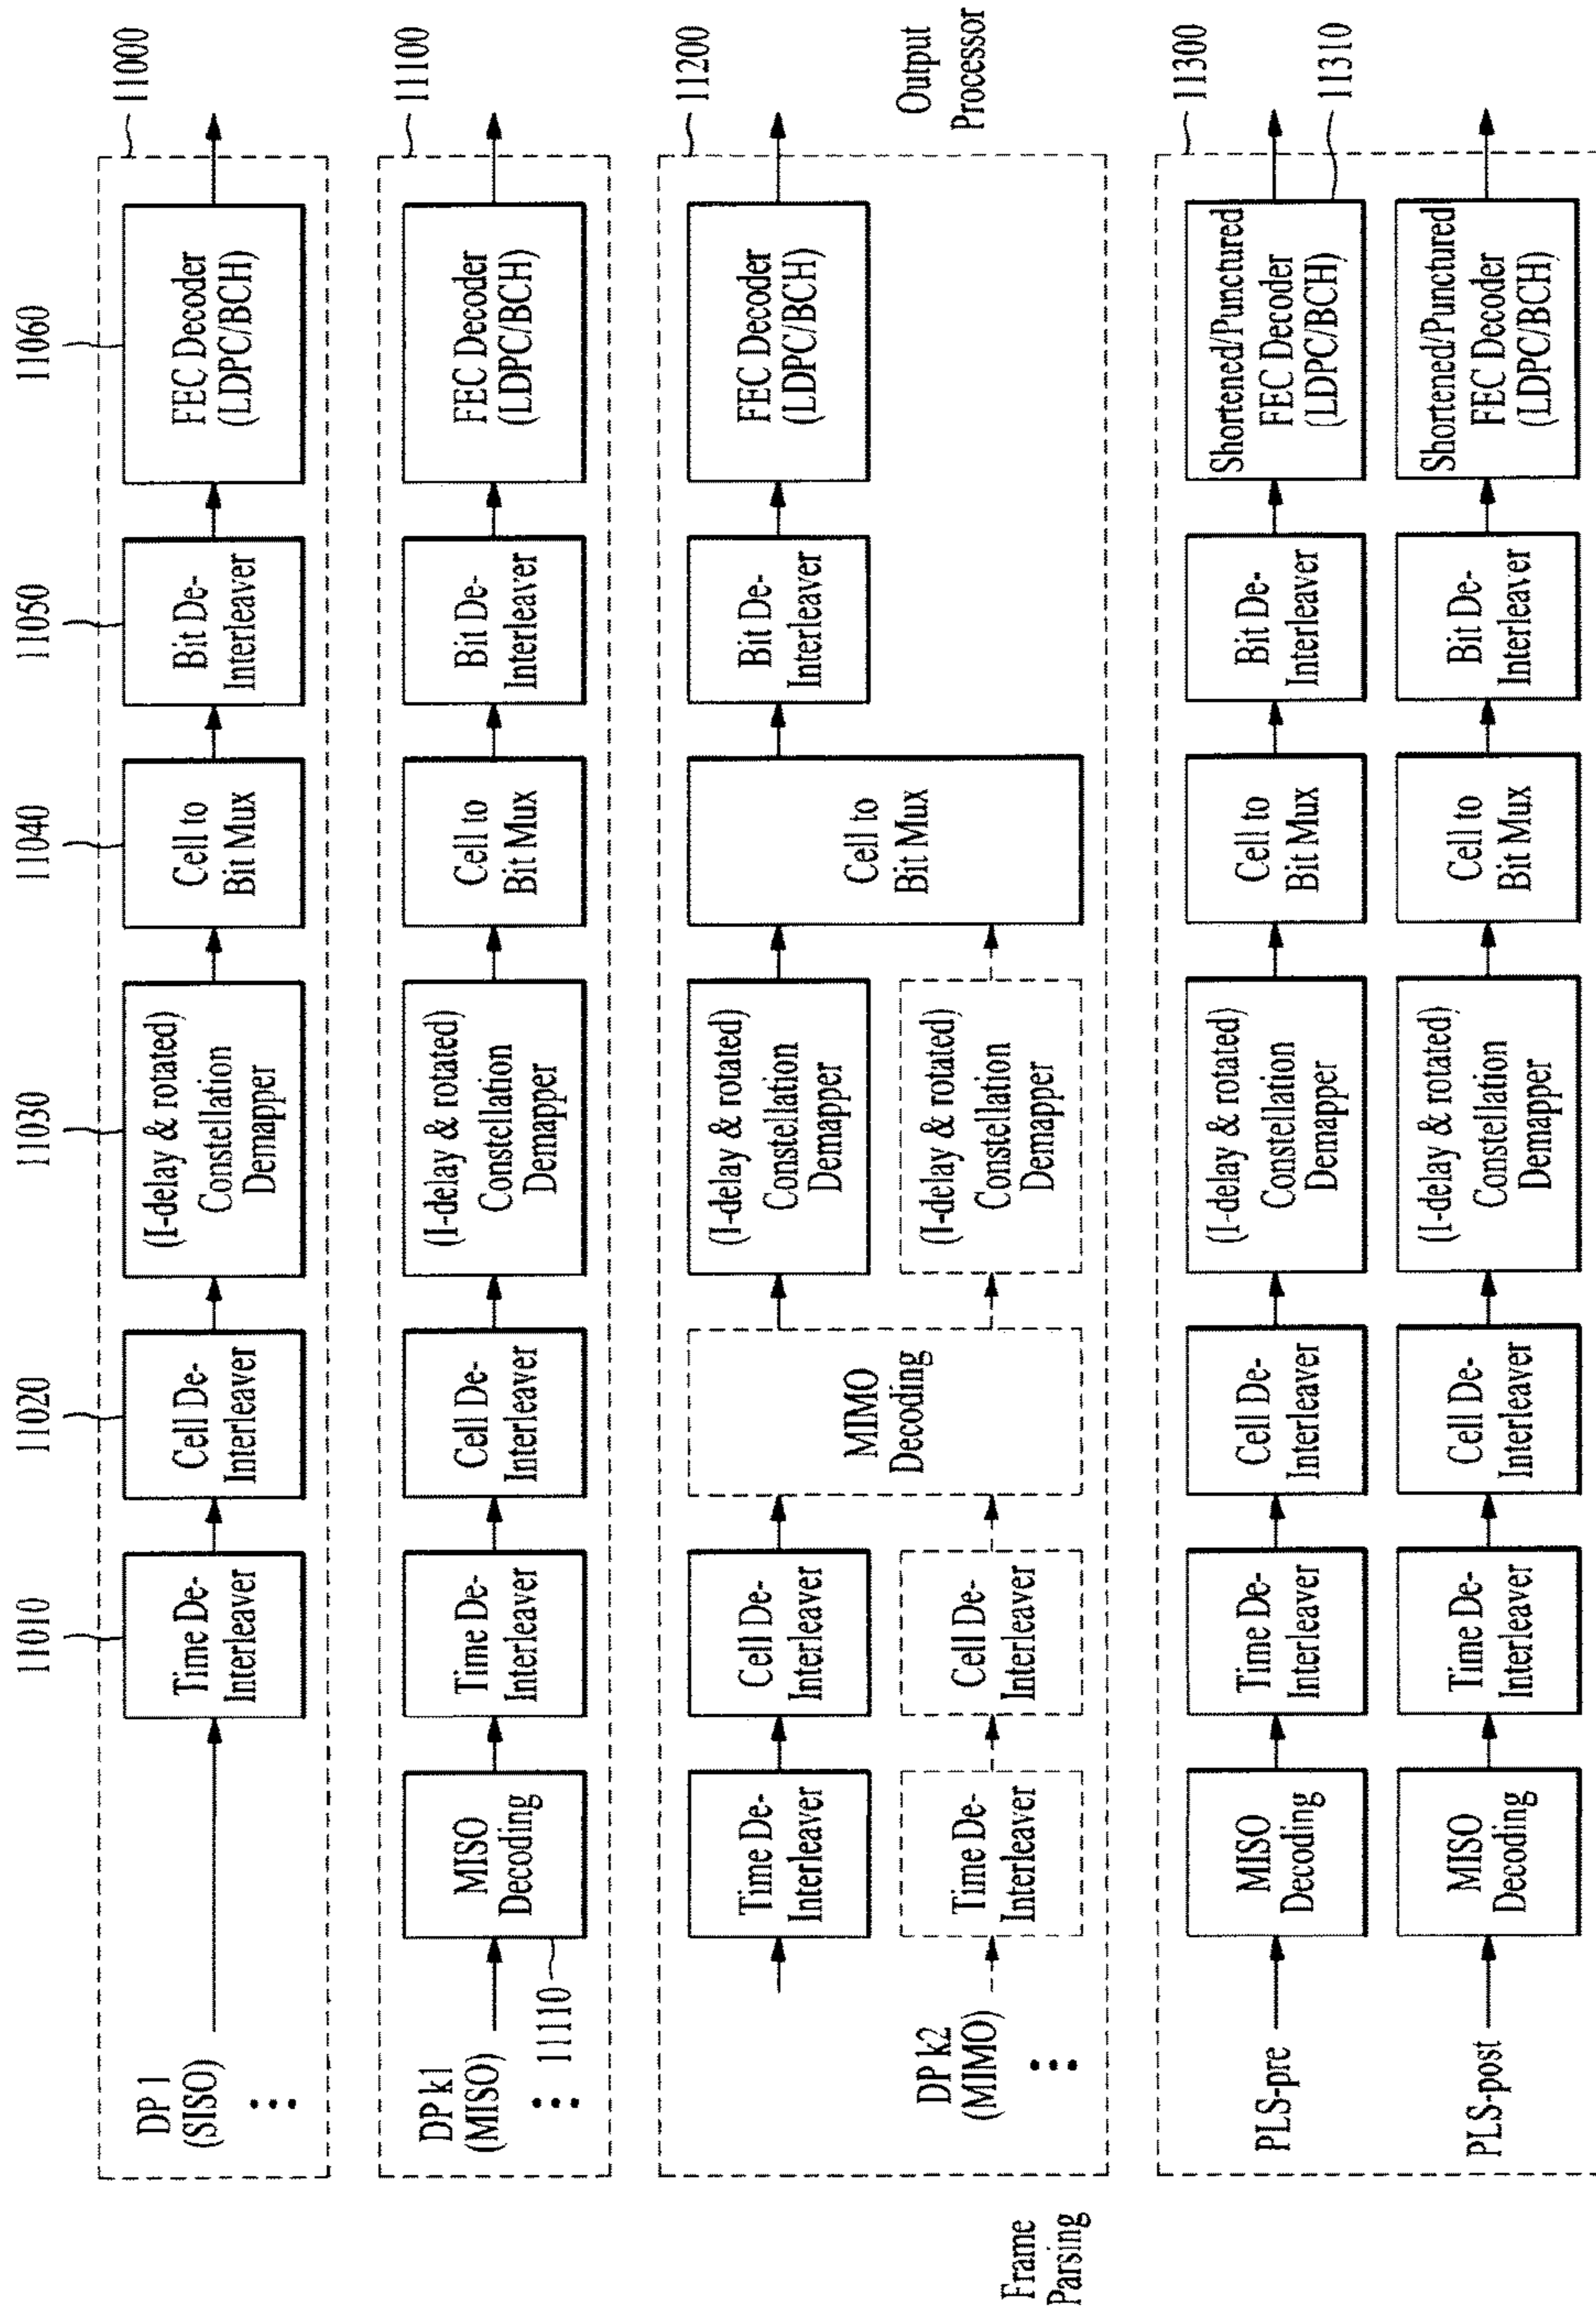 11010
11020
11030
11040
11050
11060
11000
DP 1
(SISO)
Time De-
Interleaver
Cell De-
Interleaver
(I-delay & rotated)
Constellation
Demapper
Cell to
Bit Mux
Bit De-
Interleaver
FEC Decoder
(LDPC/BCH)
11100
DP k1
(MISO)
11110
MISO
Decoding
Time De-
Interleaver
Cell De-
Interleaver
(I-delay & rotated)
Constellation
Demapper
Cell to
Bit Mux
Bit De-
Interleaver
FEC Decoder
(LDPC/BCH)
11200
Time De-
Interleaver
Cell De-
Interleaver
MIMO
Decoding
(I-delay & rotated)
Constellation
Demapper
Cell to
Bit Mux
Bit De-
Interleaver
FEC Decoder
(LDPC/BCH)
Output
Processor
Frame
Parsing
DP k2
(MIMO)
Time De-
Interleaver
Cell De-
Interleaver
(I-delay & rotated)
Constellation
Demapper
11300
PLS-pre
MISO
Decoding
Time De-
Interleaver
Cell De-
Interleaver
(I-delay & rotated)
Constellation
Demapper
Cell to
Bit Mux
Bit De-
Interleaver
Shortened/Punctured
FEC Decoder
(LDPC/BCH)
11310
PLS-post
MISO
Decoding
Time De-
Interleaver
Cell De-
Interleaver
(I-delay & rotated)
Constellation
Demapper
Cell to
Bit Mux
Bit De-
Interleaver
Shortened/Punctured
FEC Decoder
(LDPC/BCH)